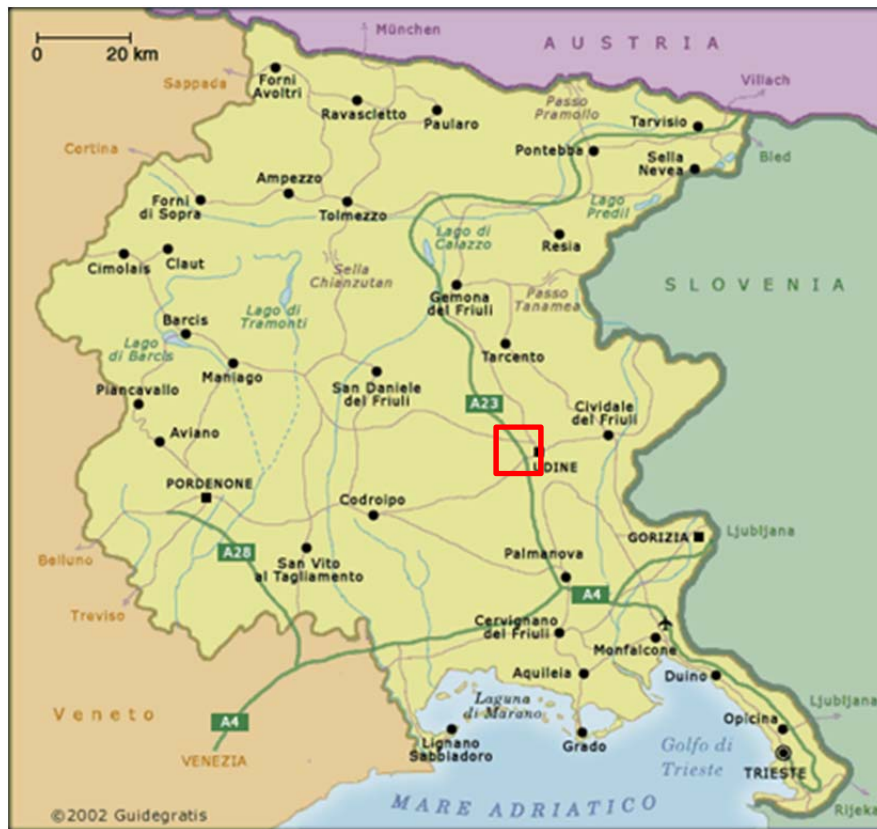 München
A U S T R I A
0 20 km
Sappada
Forni
Avoltri
Ravascletto
Paularo
Passo
Pramollo
Villach
Tarvisio
Cortina
Pontebba
Sella
Nevea
Bled
Ampezzo
Forni
di Sopra
Tolmezzo
Lago
Predil
Lago di
Calazzo
Resia
Cimolais
Claut
Sella
Chianzutan
S L O V E N I A
Lago di
Tramonti
Gemona
del Friuli
Passo
Tanamea
Barcis
Lago
di Barcis
Tarcento
Maniago
San Daniele
del Friuli
Piancavallo
A23
Cividale
del Friuli
Aviano
UDINE
PORDENONE
Codroipo
Ljubljana
GORIZIA
Belluno
A28
San Vito
al Tagliamento
Palmanova
A4
Treviso
Cervignano
del Friuli
Monfalcone
Aquileia
Duino
Laguna
di Marano
Veneto
A4
Ljubljana
Opicina
Lignano
Sabbiadoro
Grado
Golfo di
Trieste
VENEZIA
TRIESTE
MARE ADRIATICO
©2002 Guidegratis
Rijeka